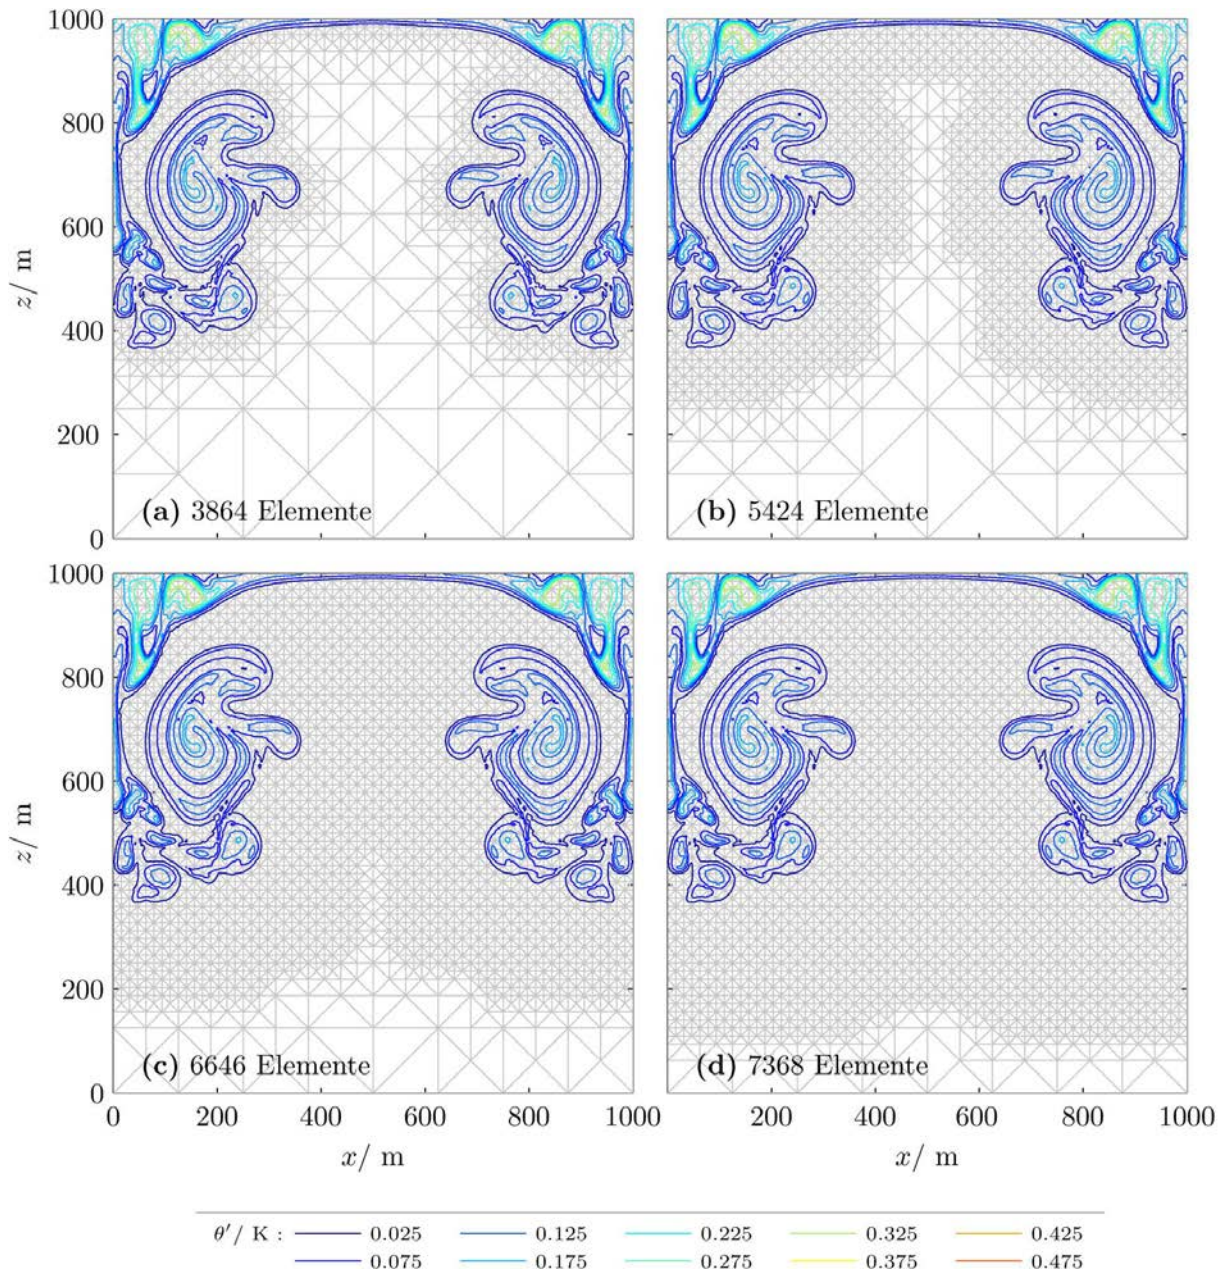 1000
800
600
400
200
0
z/ m
(a) 3864 Elemente
(b) 5424 Elemente
1000
800
600
400
200
0
z/ m
(c) 6646 Elemente
(d) 7368 Elemente
0 200 400 600 800 1000
200 400 600 800 1000
x/ m
x/ m
θ′/ K : 0.025 0.125 0.225 0.325 0.425
0.075 0.175 0.275 0.375 0.475